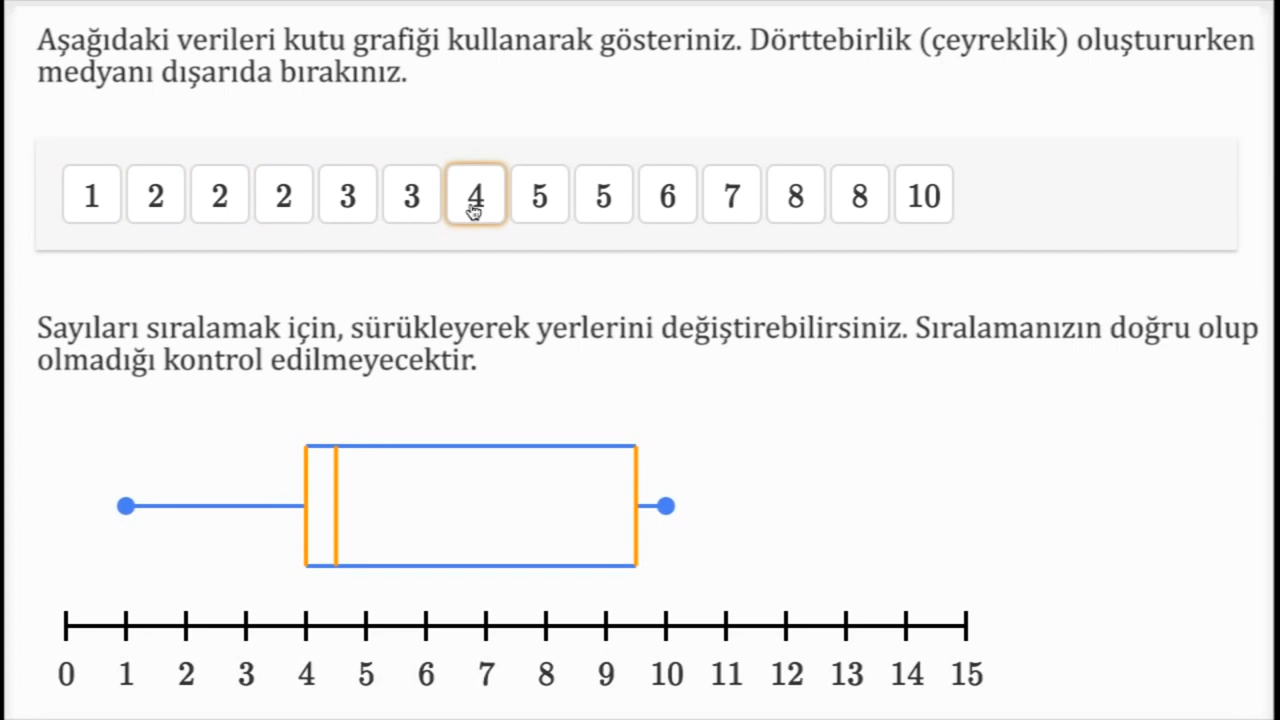 Aşağıdaki verileri kutu grafiği kullanarak gösteriniz. Dörttebirlik (çeyreklik) oluştururken
medyanı dışarıda bırakınız.
1 2 2 2 3 3 4 5 5 6 7 8 8 10
Sayıları sıralamak için, sürükleyerek yerlerini değiştirebilirsiniz. Sıralamanızın doğru olup
olmadığı kontrol edilmeyecektir.
0 1 2 3 4 5 6 7 8 9 10 11 12 13 14 15